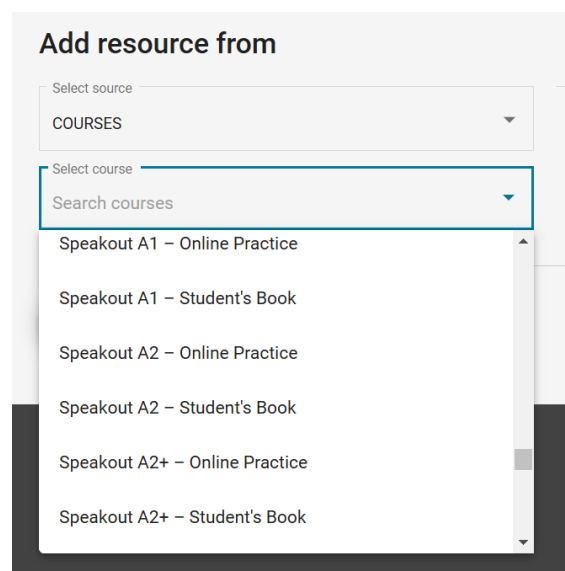 Add resource from
Select source
COURSES
Select course
Search courses
Speakout A1 – Online Practice
Speakout A1 – Student's Book
Speakout A2 – Online Practice
Speakout A2 – Student's Book
Speakout A2+ – Online Practice
Speakout A2+ – Student's Book